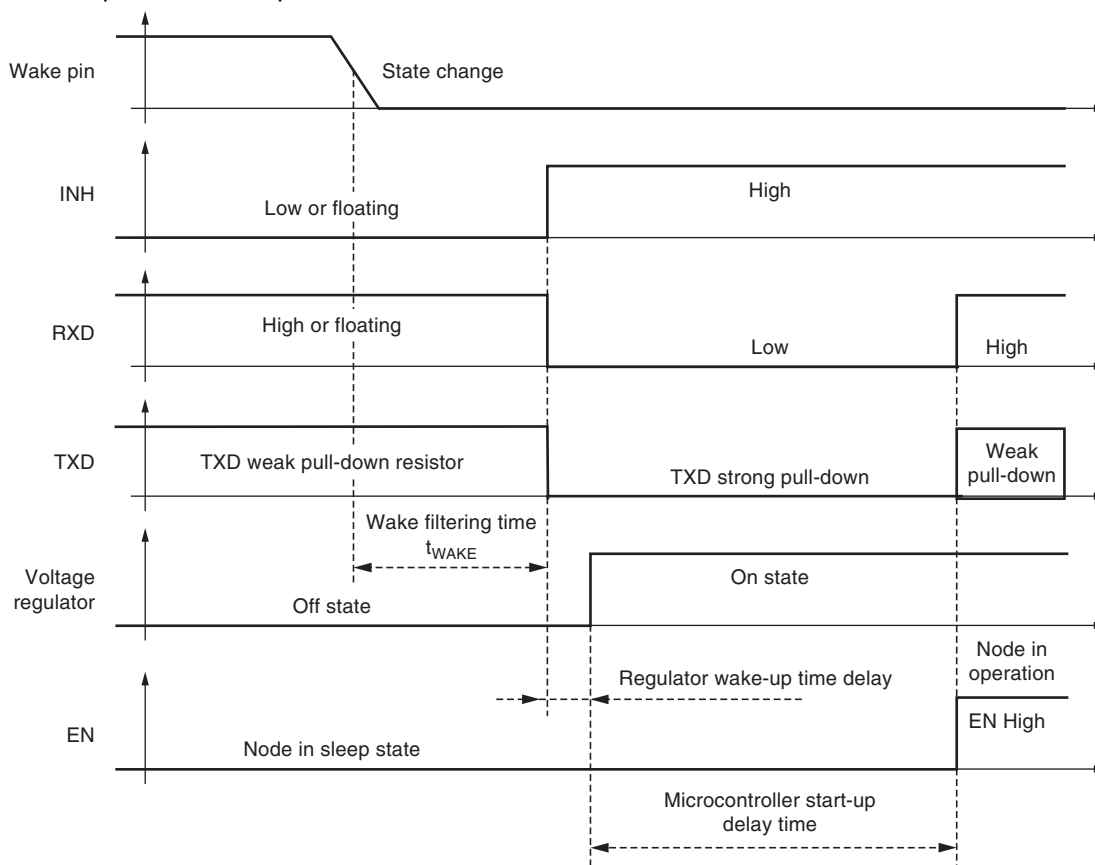 Wake pin
State change
INH
Low or floating
High
RXD
High or floating
Low
High
TXD
TXD weak pull-down resistor
TXD strong pull-down
Weak
pull-down
Wake filtering time
tWAKE
Voltage
regulator
Off state
On state
Node in
operation
Regulator wake-up time delay
EN
Node in sleep state
EN High
Microcontroller start-up
delay time